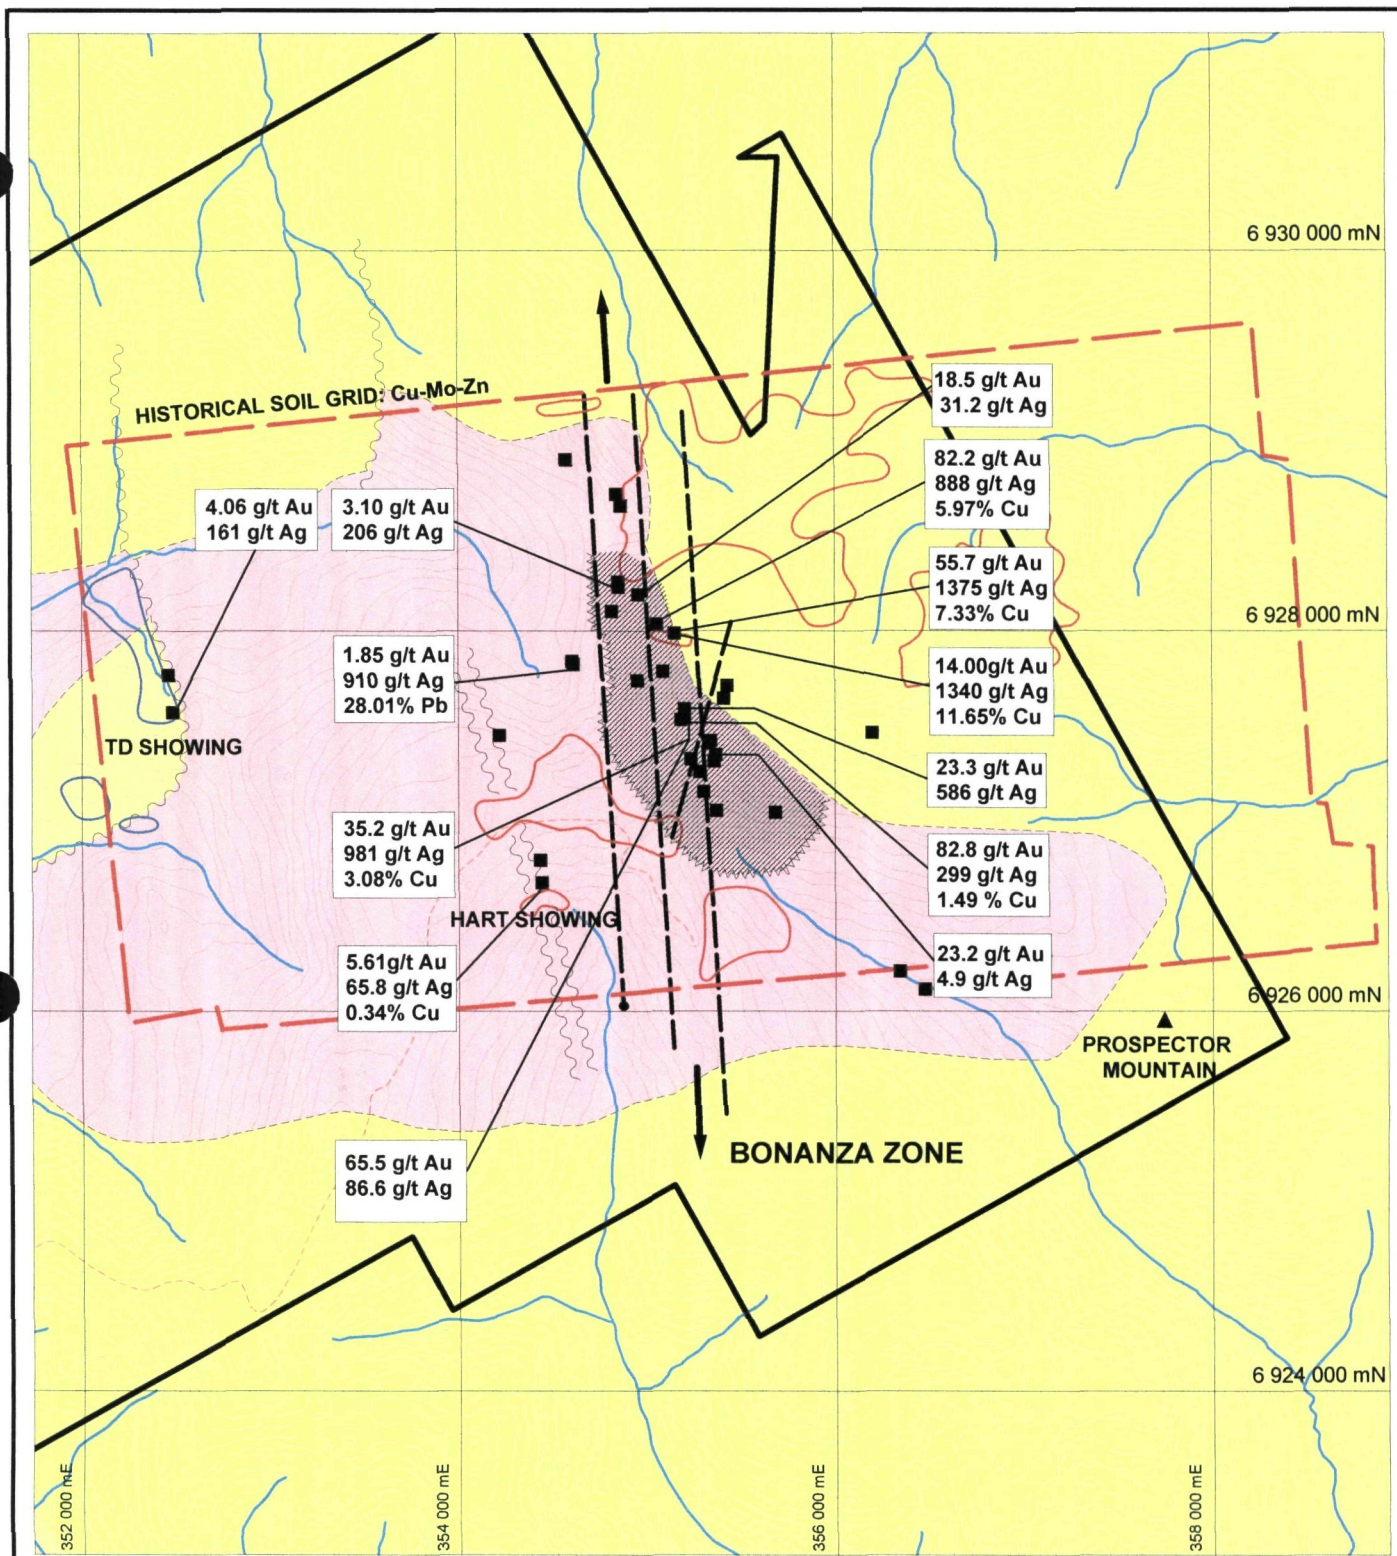 6 930 000 mN
HISTORICAL SOIL GRID: Cu-Mo-Zn
18.5 g/t Au
31.2 g/t Ag
82.2 g/t Au
888 g/t Ag
5.97% Cu
4.06 g/t Au
161 g/t Ag
3.10 g/t Au
206 g/t Ag
55.7 g/t Au
1375 g/t Ag
7.33% Cu
6 928 000 mN
1.85 g/t Au
910 g/t Ag
28.01% Pb
14.00g/t Au
1340 g/t Ag
11.65% Cu
TD SHOWING
23.3 g/t Au
586 g/t Ag
35.2 g/t Au
981 g/t Ag
3.08% Cu
82.8 g/t Au
299 g/t Ag
1.49 % Cu
HART SHOWING
5.61g/t Au
65.8 g/t Ag
0.34% Cu
23.2 g/t Au
4.9 g/t Ag
6 926 000 mN
PROSPECTOR
MOUNTAIN
65.5 g/t Au
86.6 g/t Ag
BONANZA ZONE
6 924 000 mN
352 000 mE
354 000 mE
356 000 mE
358 000 mE